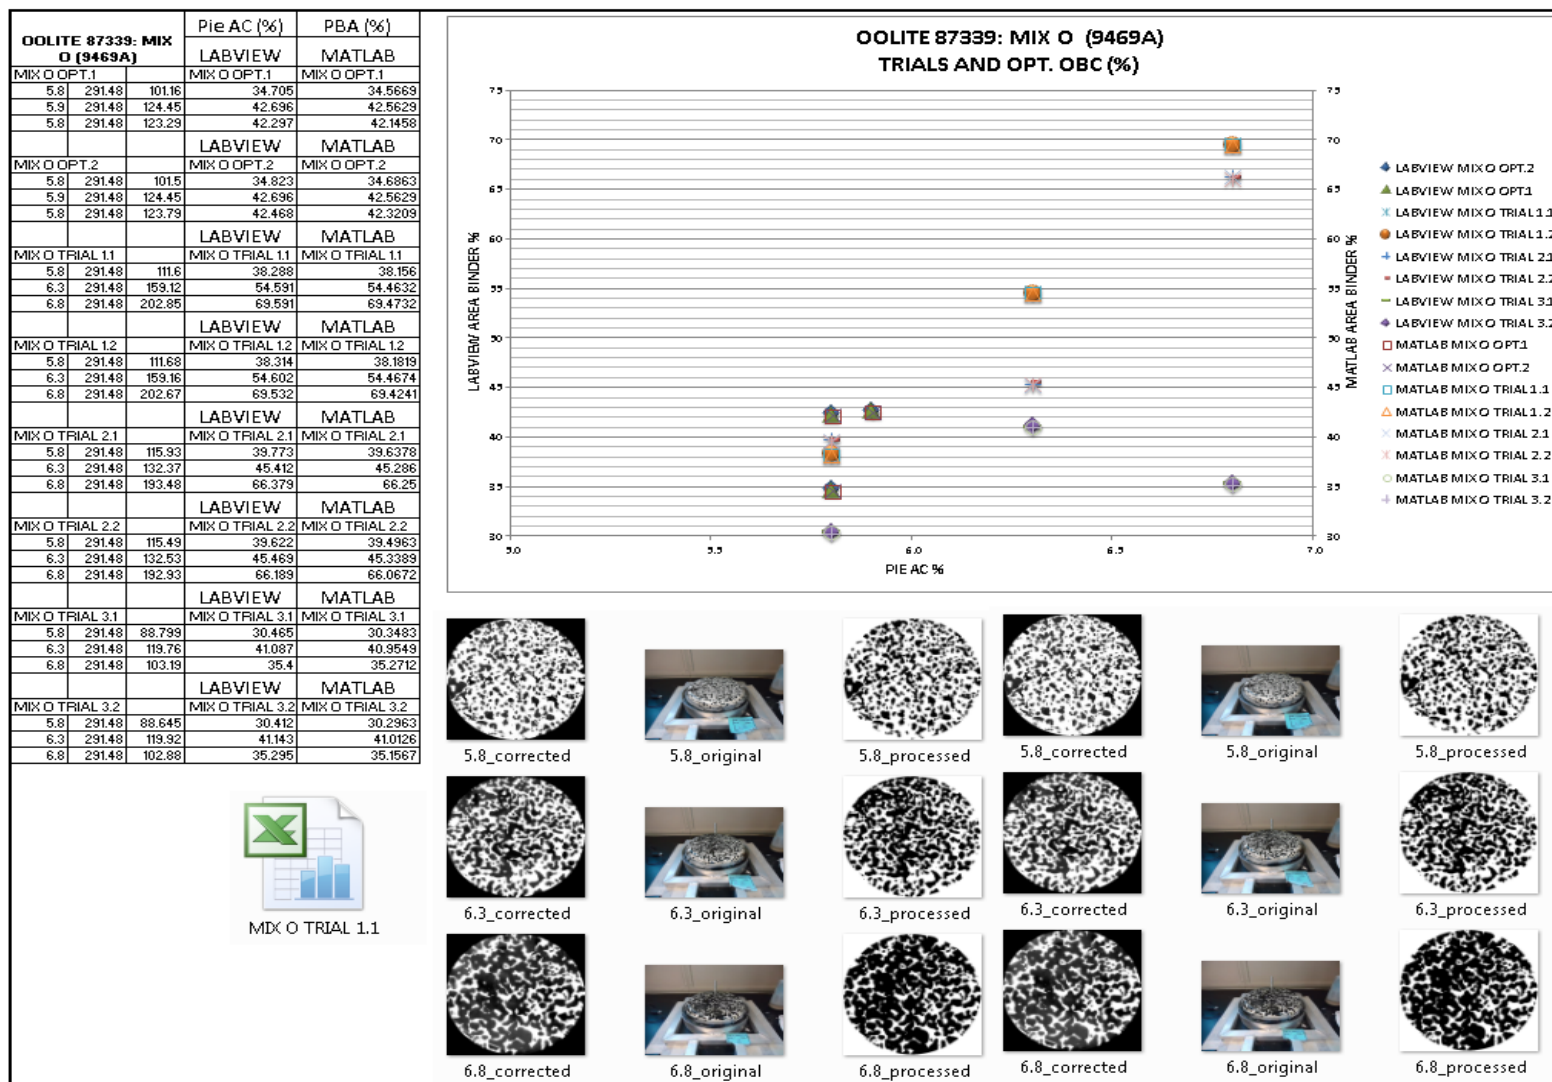 OOLITE 87339: MIX O (9469A) Pie AC (%) PBA (%)
LABVIEW MATLAB
MIX O OPT.1 MIX O OPT.1 MIX O OPT.1
5.8 291.48 101.16 34.705 34.5669
5.9 291.48 124.45 42.696 42.5629
5.8 291.48 123.29 42.297 42.1458
LABVIEW MATLAB
MIX O OPT.2 MIX O OPT.2 MIX O OPT.2
5.8 291.48 101.5 34.823 34.6863
5.9 291.48 124.45 42.696 42.5629
5.8 291.48 123.79 42.468 42.3209
LABVIEW MATLAB
MIX O TRIAL 1.1 MIX O TRIAL 1.1 MIX O TRIAL 1.1
5.8 291.48 111.6 38.288 38.156
6.3 291.48 159.12 54.591 54.4632
6.8 291.48 202.85 69.591 69.4732
LABVIEW MATLAB
MIX O TRIAL 1.2 MIX O TRIAL 1.2 MIX O TRIAL 1.2
5.8 291.48 111.68 38.314 38.1819
6.3 291.48 159.16 54.602 54.4674
6.8 291.48 202.67 69.532 69.4241
LABVIEW MATLAB
MIX O TRIAL 2.1 MIX O TRIAL 2.1 MIX O TRIAL 2.1
5.8 291.48 115.93 39.773 39.6378
6.3 291.48 132.37 45.412 45.286
6.8 291.48 193.48 66.379 66.25
LABVIEW MATLAB
MIX O TRIAL 2.2 MIX O TRIAL 2.2 MIX O TRIAL 2.2
5.8 291.48 115.49 39.622 39.4963
6.3 291.48 132.53 45.469 45.3389
6.8 291.48 192.93 66.189 66.0672
LABVIEW MATLAB
MIX O TRIAL 3.1 MIX O TRIAL 3.1 MIX O TRIAL 3.1
5.8 291.48 88.799 30.465 30.3483
6.3 291.48 119.76 41.087 40.9549
6.8 291.48 103.19 35.4 35.2712
LABVIEW MATLAB
MIX O TRIAL 3.2 MIX O TRIAL 3.2 MIX O TRIAL 3.2
5.8 291.48 88.645 30.412 30.2963
6.3 291.48 119.92 41.143 41.0126
6.8 291.48 102.88 35.295 35.1567
MIX O TRIAL 1.1
OOLITE 87339: MIX O (9469A)
TRIALS AND OPT. OBC (%)
LABVIEW AREA BINDER %
75
70
65
60
55
50
45
40
35
30
5.0 5.5 6.0 6.5 7.0
PIE AC %
75
70
65
60
55
50
45
40
35
30
MATLAB AREA BINDER %
LABVIEW MIX O OPT.2
LABVIEW MIX O OPT.1
LABVIEW MIX O TRIAL 1.1
LABVIEW MIX O TRIAL 1.2
LABVIEW MIX O TRIAL 2.1
LABVIEW MIX O TRIAL 2.2
LABVIEW MIX O TRIAL 3.1
LABVIEW MIX O TRIAL 3.2
MATLAB MIX O OPT.1
MATLAB MIX O OPT.2
MATLAB MIX O TRIAL 1.1
MATLAB MIX O TRIAL 1.2
MATLAB MIX O TRIAL 2.1
MATLAB MIX O TRIAL 2.2
MATLAB MIX O TRIAL 3.1
MATLAB MIX O TRIAL 3.2
5.8_corrected 5.8_original 5.8_processed 5.8_corrected 5.8_original 5.8_processed
6.3_corrected 6.3_original 6.3_processed 6.3_corrected 6.3_original 6.3_processed
6.8_corrected 6.8_original 6.8_processed 6.8_corrected 6.8_original 6.8_processed